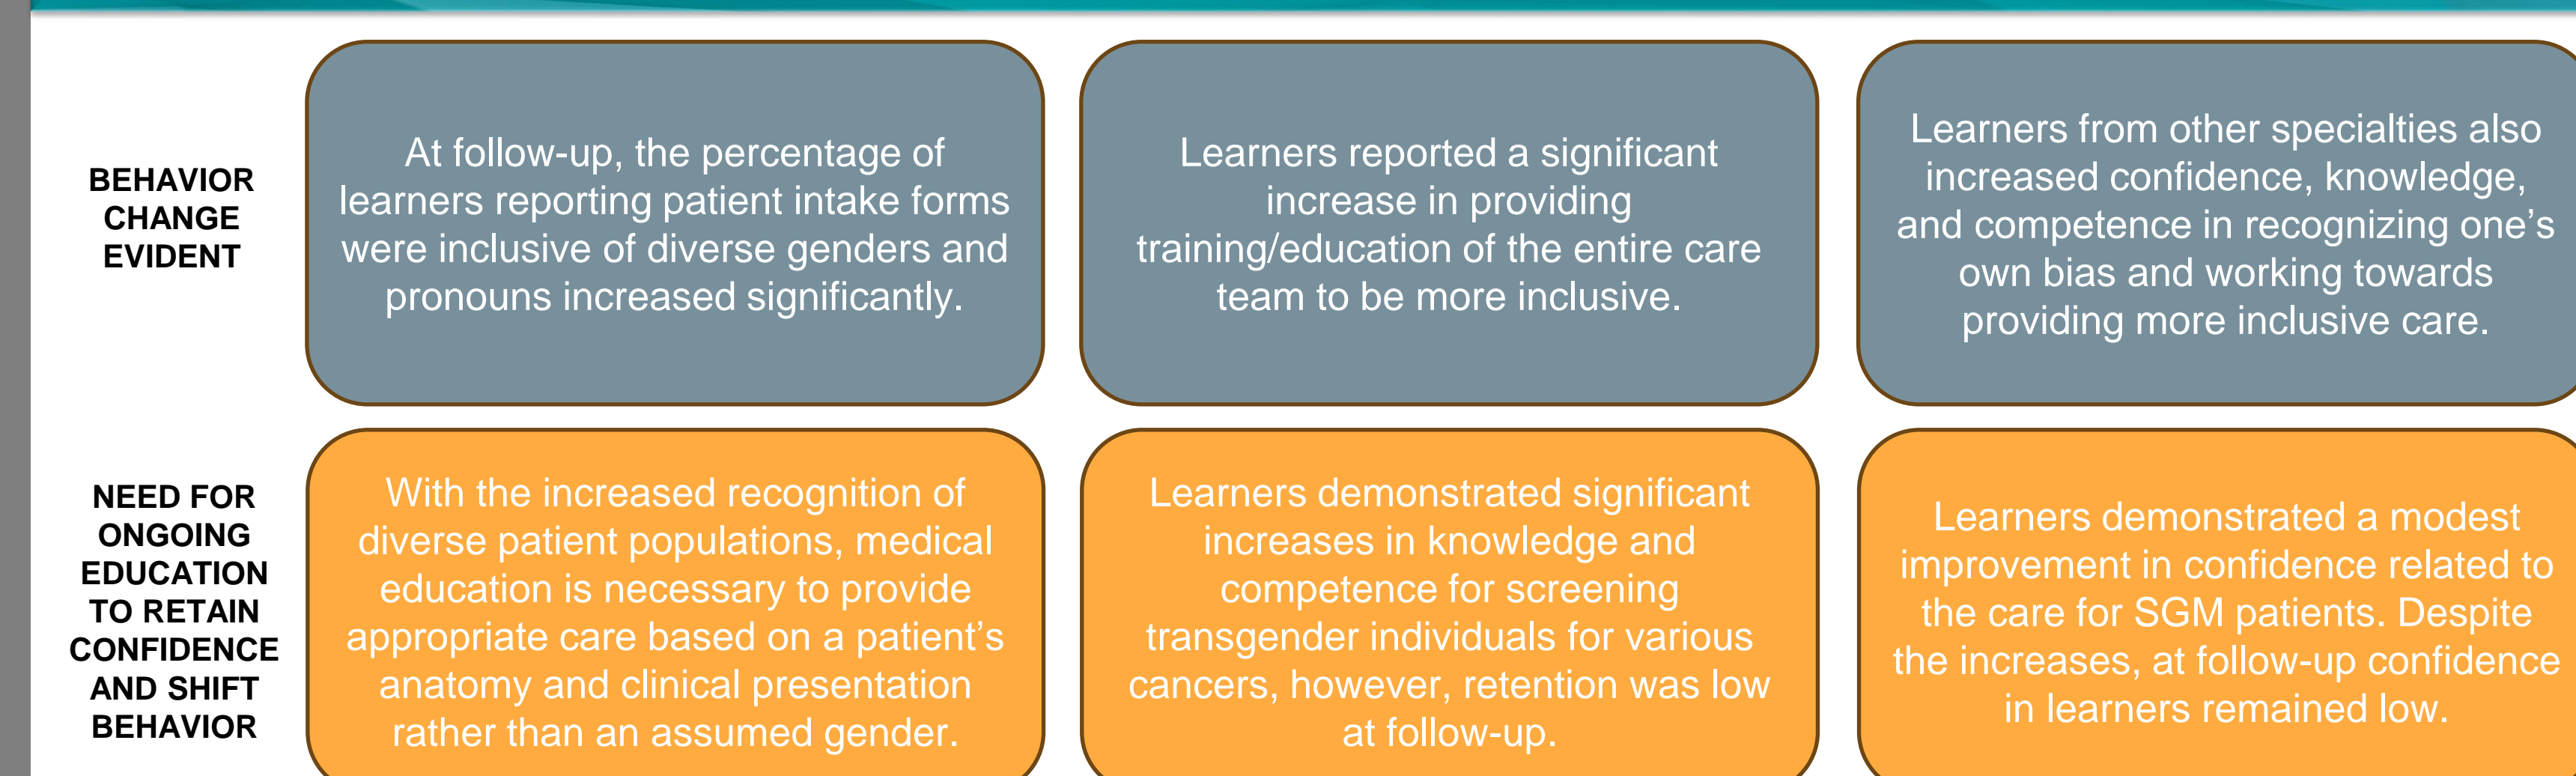 BEHAVIOR
CHANGE
EVIDENT
At follow-up, the percentage of
learners reporting patient intake forms
were inclusive of diverse genders and
pronouns increased significantly.
Learners reported a significant
increase in providing
training/education of the entire care
team to be more inclusive.
Learners from other specialties also
increased confidence, knowledge,
and competence in recognizing one’s
own bias and working towards
providing more inclusive care.
NEED FOR
ONGOING
EDUCATION
TO RETAIN
CONFIDENCE
AND SHIFT
BEHAVIOR
With the increased recognition of
diverse patient populations, medical
education is necessary to provide
appropriate care based on a patient’s
anatomy and clinical presentation
rather than an assumed gender.
Learners demonstrated significant
increases in knowledge and
competence for screening
transgender individuals for various
cancers, however, retention was low
at follow-up.
Learners demonstrated a modest
improvement in confidence related to
the care for SGM patients. Despite
the increases, at follow-up confidence
in learners remained low.